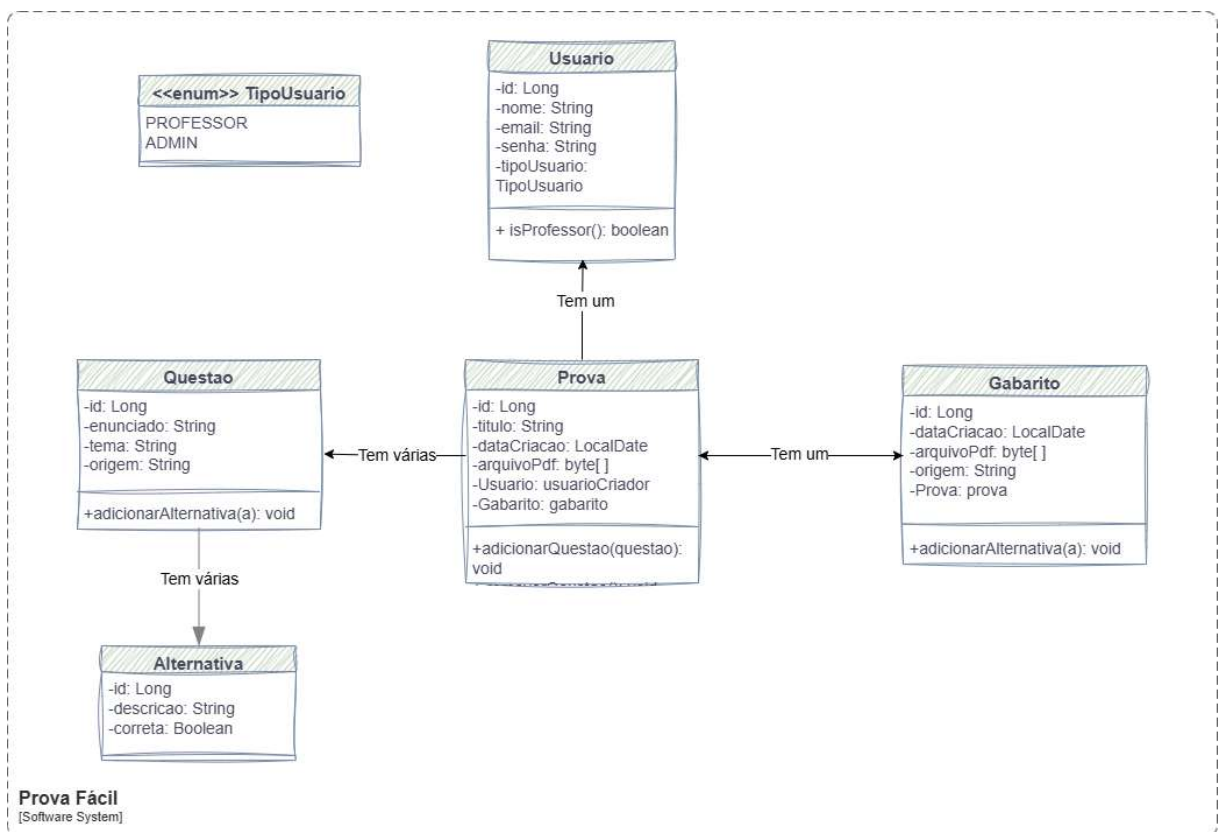 Usuario
-id: Long
-nome: String
-email: String
-senha: String
-tipoUsuario:
TipoUsuario
+ isProfessor(): boolean
<<enum>> TipoUsuario
PROFESSOR
ADMIN
Tem um
Questao
-id: Long
-enunciado: String
-tema: String
-origem: String
+adicionarAlternativa(a): void
Tem várias
Prova
-id: Long
-titulo: String
-dataCriacao: LocalDate
-arquivoPdf: byte[ ]
-Usuario: usuarioCriador
-Gabarito: gabarito
+adicionarQuestao(questao):
void
Tem um
Gabarito
-id: Long
-dataCriacao: LocalDate
-arquivoPdf: byte[ ]
-origem: String
-Prova: prova
+adicionarAlternativa(a): void
Tem várias
Alternativa
-id: Long
-descricao: String
-correta: Boolean
Prova Fácil
[Software System]